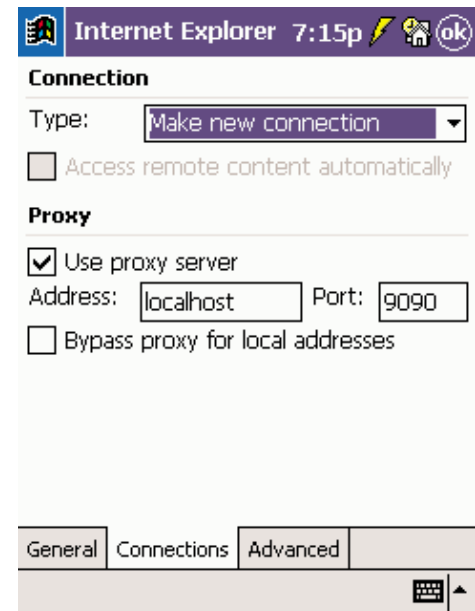 Internet Explorer 7:15p ok
Connection
Type: Make new connection
Access remote content automatically
Proxy
Use proxy server
Address: localhost Port: 9090
Bypass proxy for local addresses
General Connections Advanced